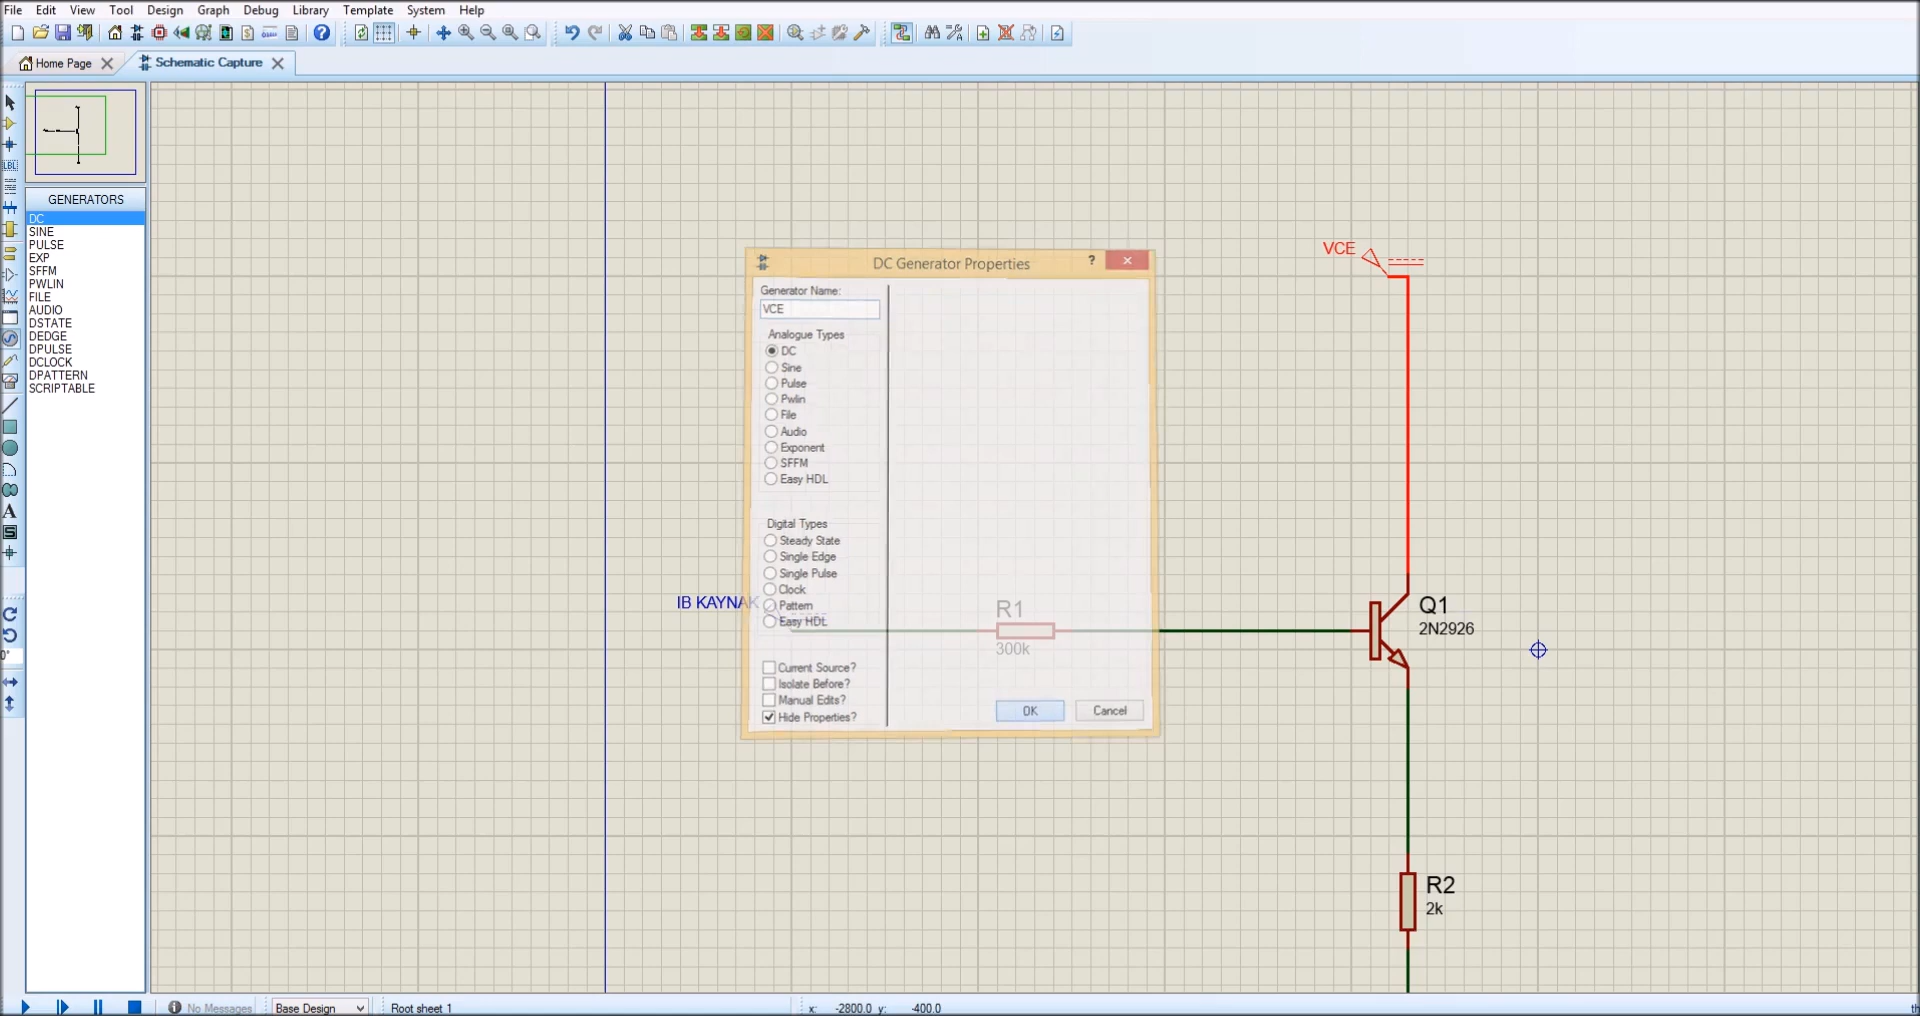 File Edit View Tool Design Graph Debug Library Template System Help
Home Page Schematic Capture
LBL
GENERATORS
DC
SINE
PULSE
EXP
SFFM
PWLIN
FILE
AUDIO
DSTATE
DEDGE
DPULSE
DCLOCK
DPATTERN
SCRIPTABLE
A
S
0°
VCE
DC Generator Properties ?
Generator Name:
VCE
Analogue Types
DC
Sine
Pulse
Pwlin
File
Audio
Exponent
SFFM
Easy HDL
Digital Types
Steady State
Single Edge
Single Pulse
Clock
Pattern
Easy HDL
Current Source?
Isolate Before?
Manual Edits?
Hide Properties?
OK Cancel
IB KAYNAK
R1
300k
Q1
2N2926
R2
2k
No Messages Base Design Root sheet 1 x: -2800.0 y: -400.0 th